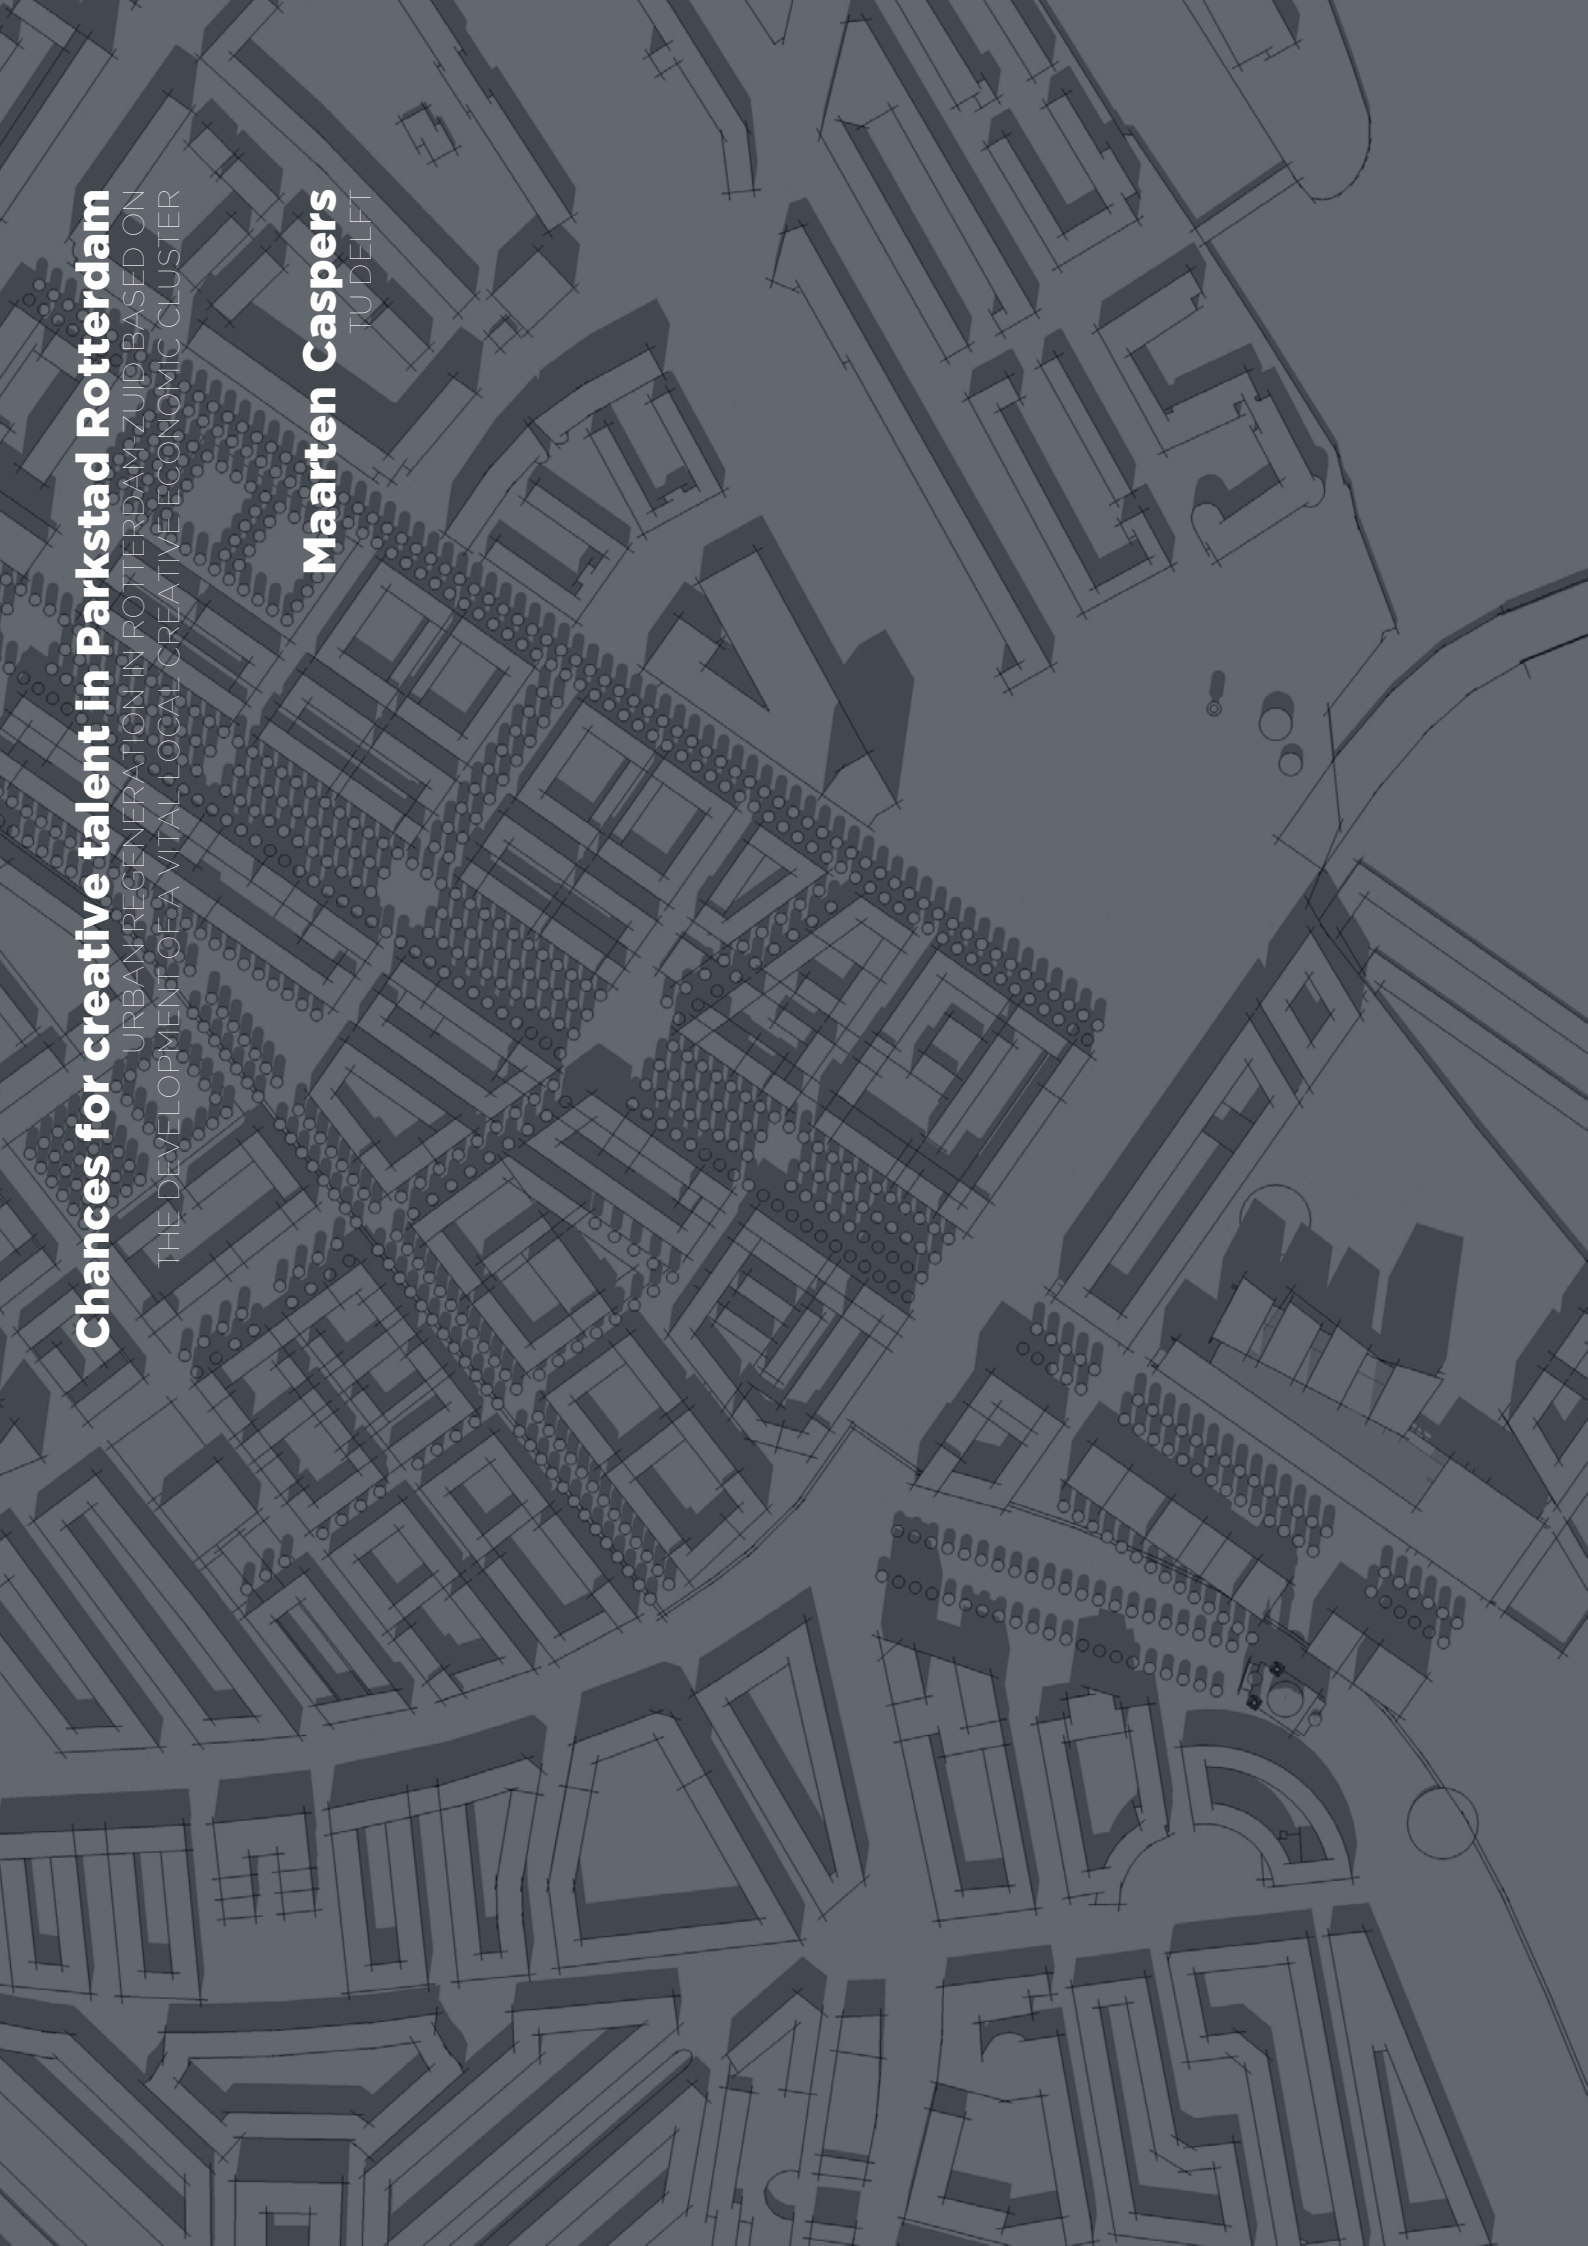 Chances for creative talent in Parkstad Rotterdam
URBAN REGENERATION IN ROTTERDAM-ZUID BASED ON
THE DEVELOPMENT OF A VITAL LOCAL CREATIVE ECONOMIC CLUSTER
Maarten Caspers
TU DELFT